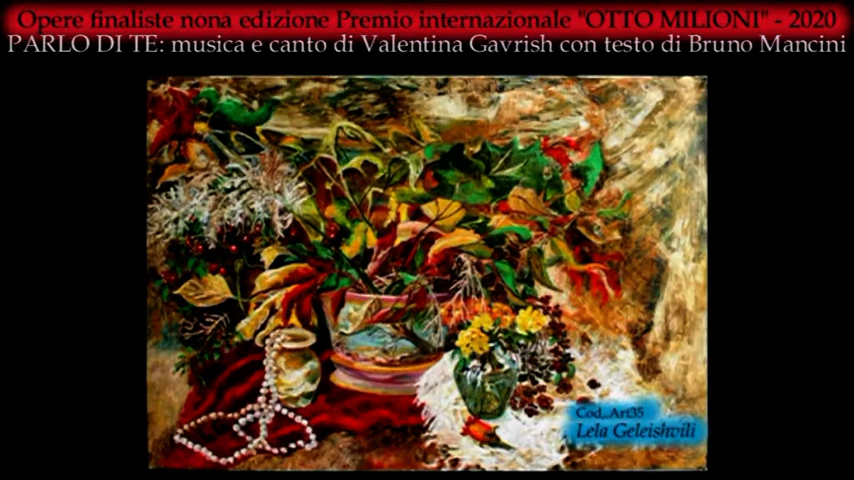 Opere finaliste nona edizione Premio internazionale "OTTO MILIONI" - 2020
PARLO DI TE: musica e canto di Valentina Gavrish con testo di Bruno Mancini
Cod,.Art35
Lela Geleishvili